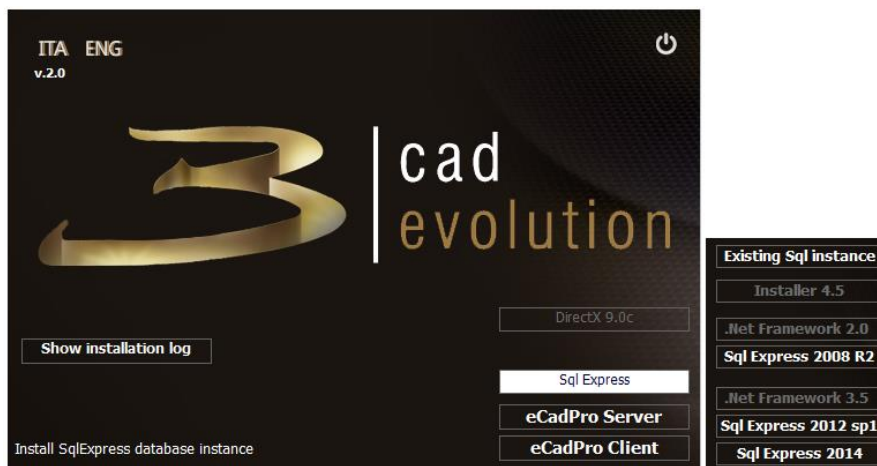 ITA ENG
v.2.0
3
cad
evolution
DirectX 9.0c
Show installation log
Sql Express
eCadPro Server
eCadPro Client
Install SqlExpress database instance
Existing Sql instance
Installer 4.5
.Net Framework 2.0
Sql Express 2008 R2
.Net Framework 3.5
Sql Express 2012 sp1
Sql Express 2014